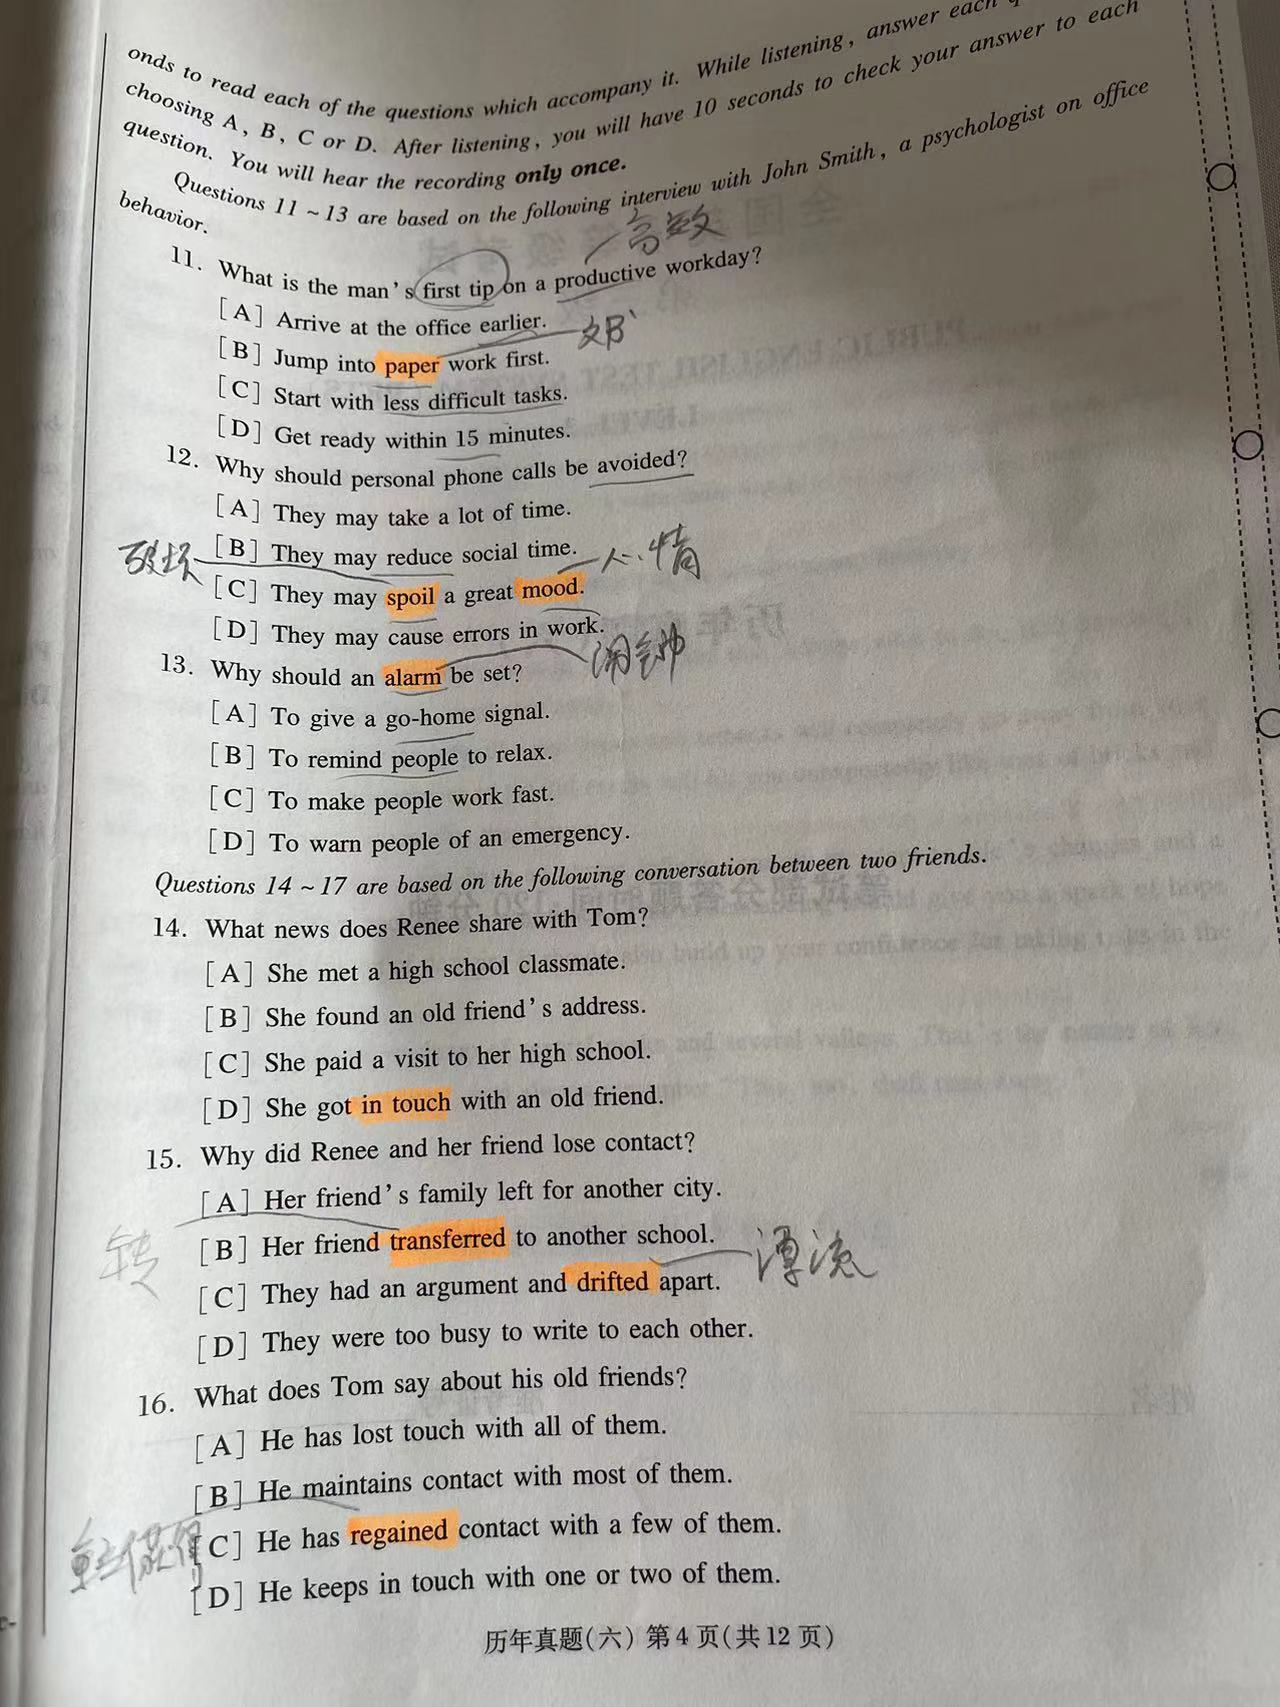 onds to read each of the questions which accompany it. While listening, answer each
choosing A, B, C or D. After listening, you will have 10 seconds to check your answer to each
question. You will hear the recording only once.
Questions 11～13 are based on the following interview with John Smith, a psychologist on office
behavior.
高效
11. What is the man's first tip on a productive workday?
[A] Arrive at the office earlier.
[B] Jump into paper work first.
[C] Start with less difficult tasks.
[D] Get ready within 15 minutes.
12. Why should personal phone calls be avoided?
[A] They may take a lot of time.
破坏 [B] They may reduce social time. 心情
[C] They may spoil a great mood.
[D] They may cause errors in work.
闹钟
13. Why should an alarm be set?
[A] To give a go-home signal.
[B] To remind people to relax.
[C] To make people work fast.
[D] To warn people of an emergency.
Questions 14～17 are based on the following conversation between two friends.
14. What news does Renee share with Tom?
[A] She met a high school classmate.
[B] She found an old friend's address.
[C] She paid a visit to her high school.
[D] She got in touch with an old friend.
15. Why did Renee and her friend lose contact?
[A] Her friend's family left for another city.
转 [B] Her friend transferred to another school. 漂流
[C] They had an argument and drifted apart.
[D] They were too busy to write to each other.
16. What does Tom say about his old friends?
[A] He has lost touch with all of them.
[B] He maintains contact with most of them.
[C] He has regained contact with a few of them.
[D] He keeps in touch with one or two of them.
历年真题(六) 第4页(共12页)